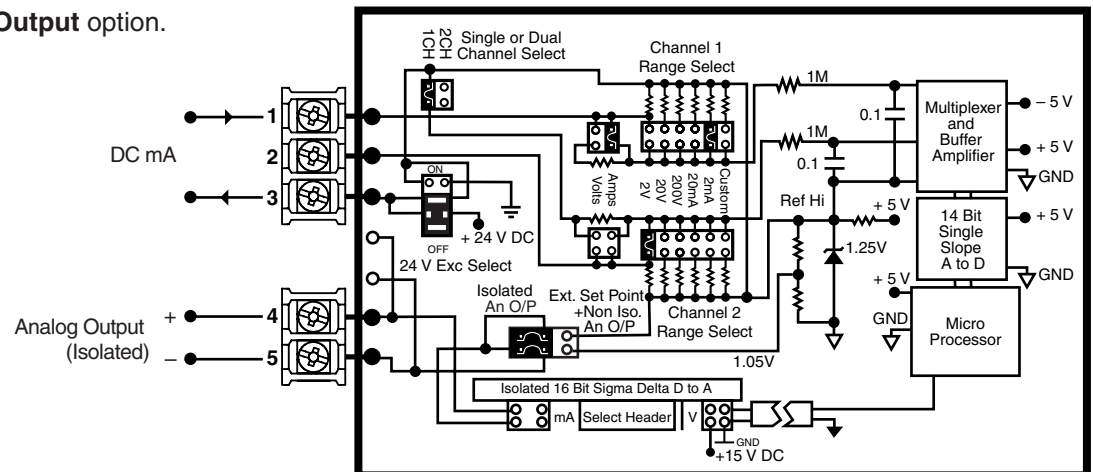 Output option.
2CH
1CH
Single or Dual
Channel Select
Channel 1
Range Select
1M
0.1
Multiplexer
and
Buffer
Amplifier
– 5 V
+ 5 V
GND
1
DC mA
2
3
1M
0.1
Amps
Volts
Custom
2mA
20mA
200V
20V
2V
Ref Hi
+ 5 V
14 Bit
Single
Slope
A to D
+ 5 V
GND
ON
OFF
+ 24 V DC
24 V Exc Select
1.25V
+ 5 V
GND
Micro
Processor
Isolated
An O/P
Ext. Set Point
+Non Iso.
An O/P
Channel 2
Range Select
1.05V
Analog Output
(Isolated)
+
4
–
5
Isolated 16 Bit Sigma Delta D to A
mA
Select Header
V
GND
+15 V DC